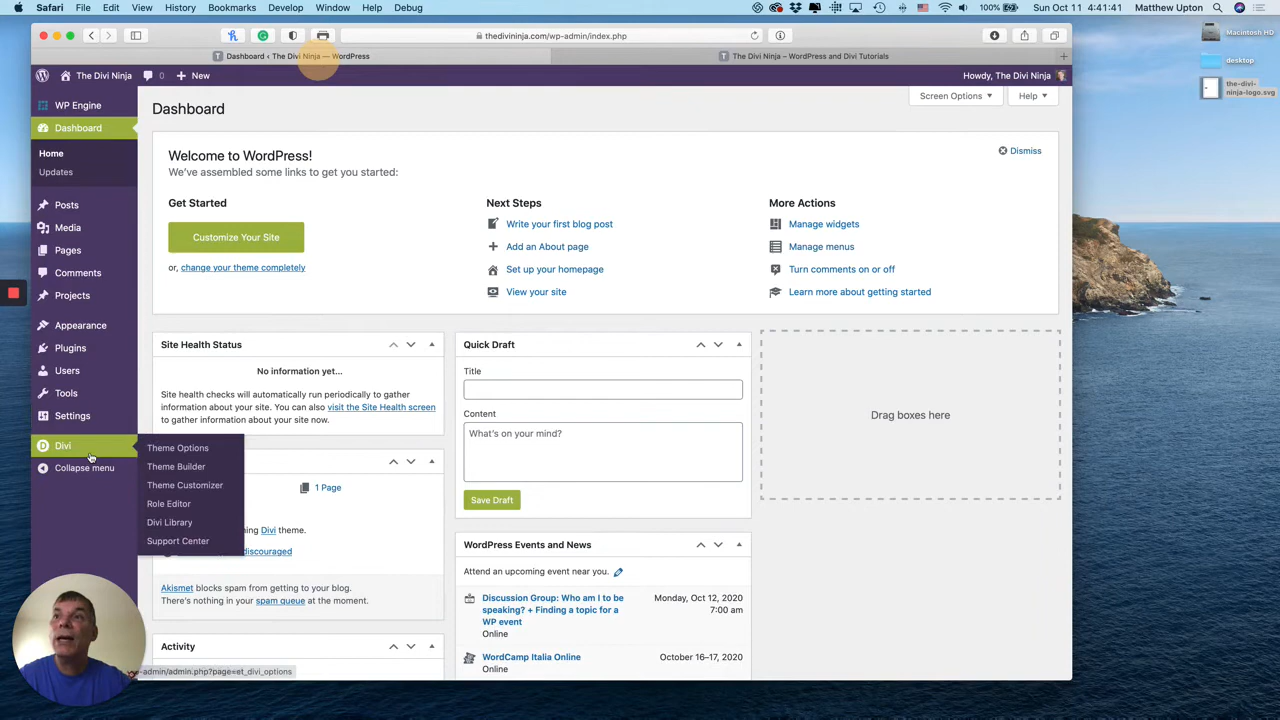 Safari File Edit View History Bookmarks Develop Window Help Debug
100% Sun Oct 11 4:41:41 Matthew Upton
thedivininja.com/wp-admin/index.php
Macintosh HD
desktop
the-divi-
ninja-logo.svg
Dashboard ‹ The Divi Ninja — WordPress
The Divi Ninja – WordPress and Divi Tutorials
The Divi Ninja 0 New
Howdy, The Divi Ninja
WP Engine
Dashboard
Home
Updates
Posts
Media
Pages
Comments
Projects
Appearance
Plugins
Users
Tools
Settings
Divi
Collapse menu
Theme Options
Theme Builder
Theme Customizer
Role Editor
Divi Library
Support Center
Dashboard
Screen Options
Help
Welcome to WordPress!
We've assembled some links to get you started:
Dismiss
Get Started
Customize Your Site
or, change your theme completely
Next Steps
Write your first blog post
Add an About page
Set up your homepage
View your site
More Actions
Manage widgets
Manage menus
Turn comments on or off
Learn more about getting started
Site Health Status
No information yet...
Site health checks will automatically run periodically to gather
information about your site. You can also visit the Site Health screen
to gather information about your site now.
1 Page
Divi theme.
discouraged
Akismet blocks spam from getting to your blog.
There's nothing in your spam queue at the moment.
Activity
Quick Draft
Title
Content
What's on your mind?
Save Draft
WordPress Events and News
Attend an upcoming event near you.
Discussion Group: Who am I to be
speaking? + Finding a topic for a
WP event
Online
Monday, Oct 12, 2020
7:00 am
WordCamp Italia Online
Online
October 16–17, 2020
Drag boxes here
-admin/admin.php?page=et_divi_options